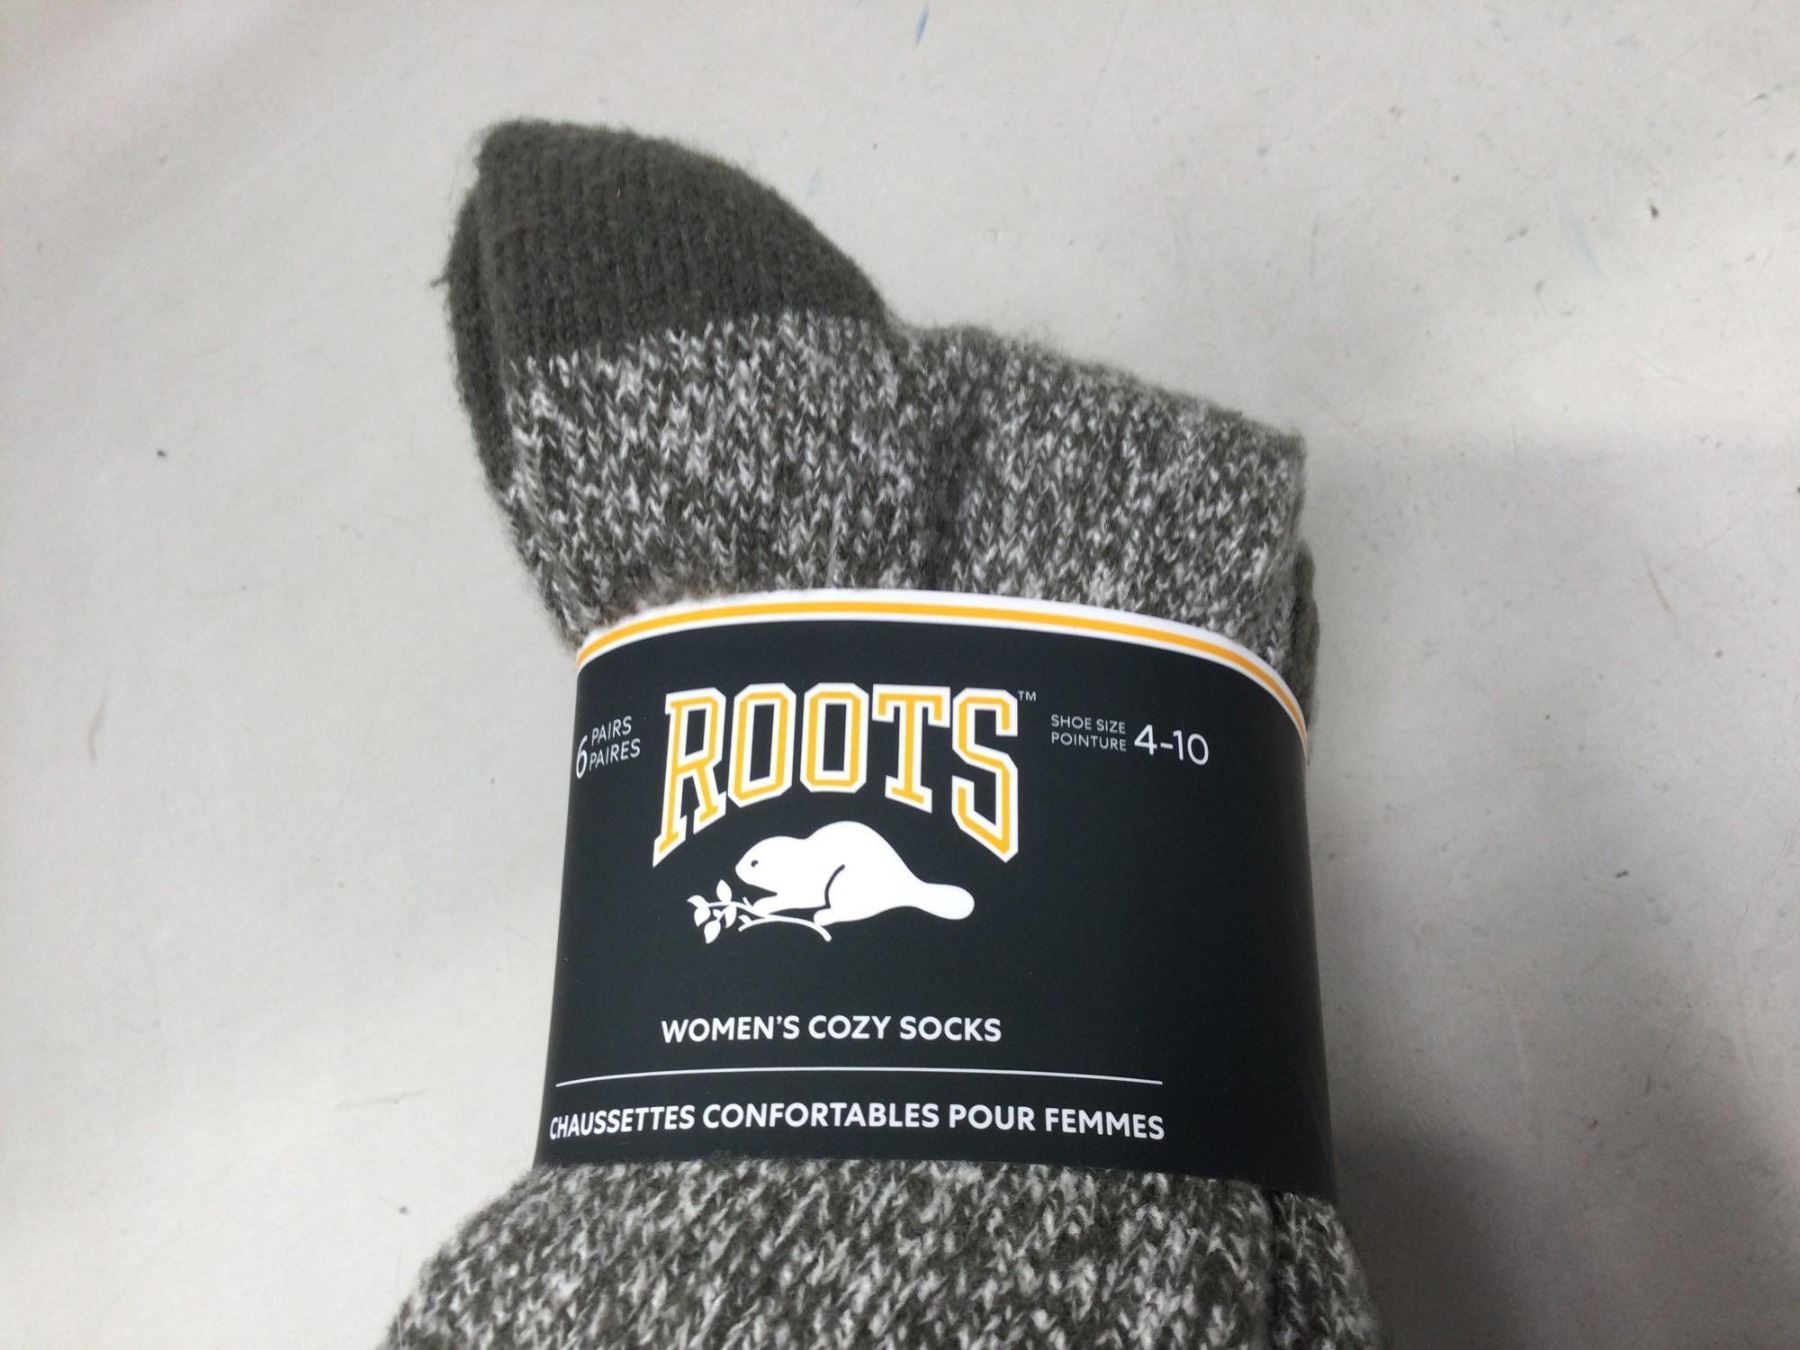 6 PAIRS
PAIRES
ROOTS™
SHOE SIZE
POINTURE 4-10
WOMEN'S COZY SOCKS
CHAUSSETTES CONFORTABLES POUR FEMMES